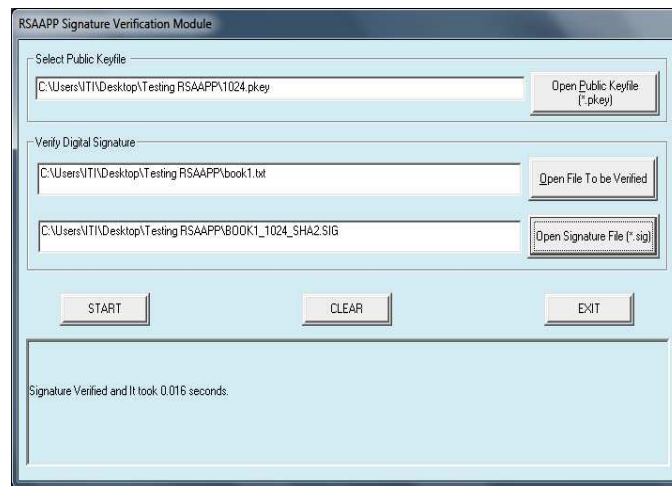 RSAAPP Signature Verification Module
Select Public Keyfile
C:\Users\ITI\Desktop\Testing RSAAPP\1024.pkey
Open Public Keyfile
(*.pkey)
Verify Digital Signature
C:\Users\ITI\Desktop\Testing RSAAPP\book1.txt
Open File To be Verified
C:\Users\ITI\Desktop\Testing RSAAPP\BOOK1_1024_SHA2.SIG
Open Signature File (*.sig)
START
CLEAR
EXIT
Signature Verified and It took 0.016 seconds.